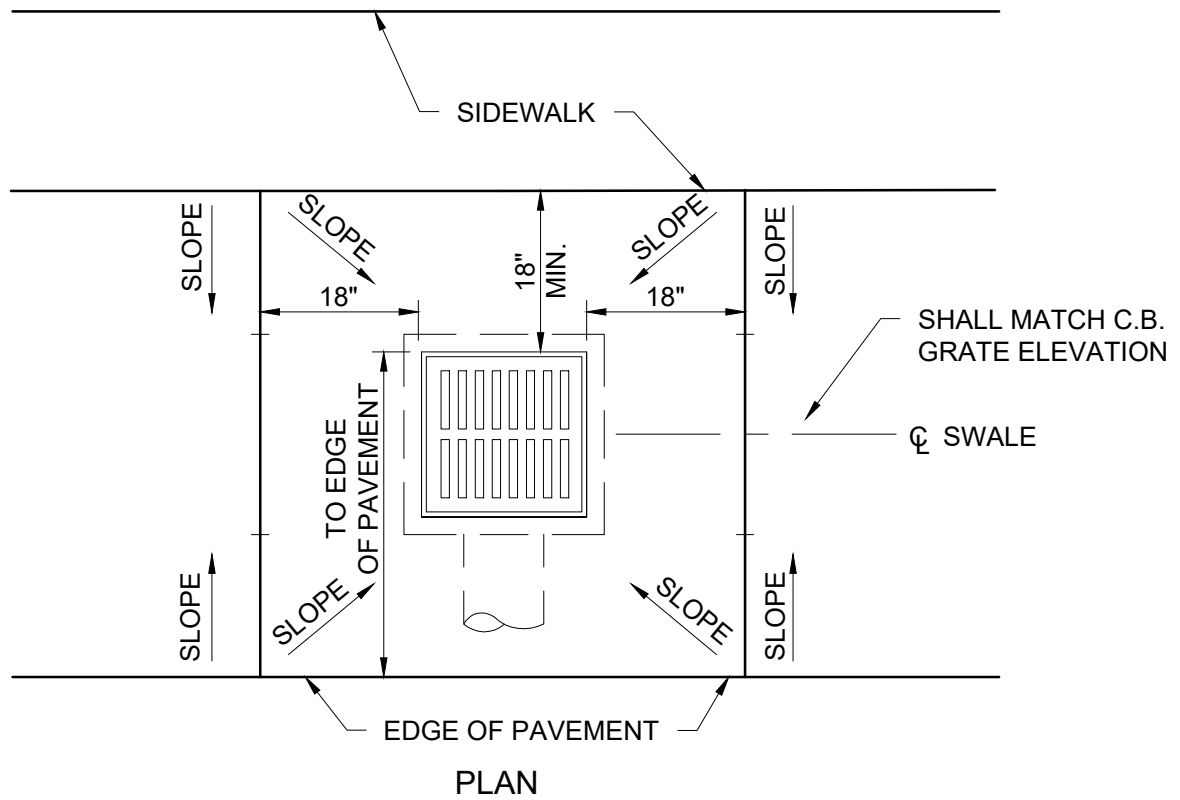 SIDEWALK
SLOPE
SLOPE
SLOPE
SLOPE
18"
18"
MIN.
18"
SHALL MATCH C.B.
GRATE ELEVATION
TO EDGE
OF PAVEMENT
℄ SWALE
SLOPE
SLOPE
SLOPE
SLOPE
EDGE OF PAVEMENT
PLAN